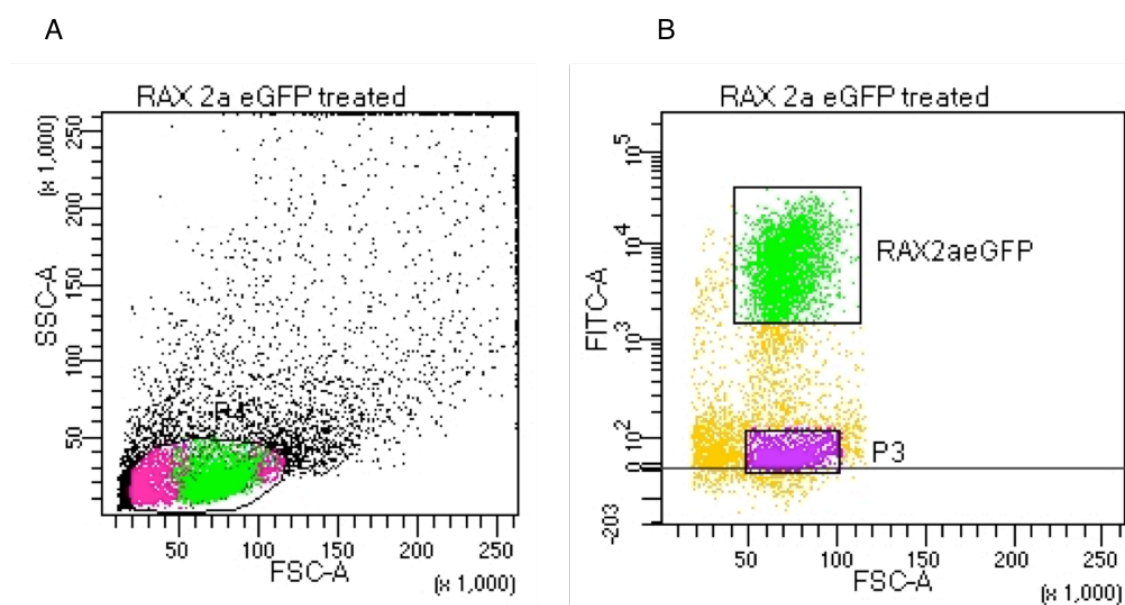 A
B
RAX 2a eGFP treated
(x 1,000)
250
200
150
100
50
SSC-A
50 100 150 200 250
FSC-A
(x 1,000)
RAX 2a eGFP treated
FITC-A
10^5
10^4
10^3
10^2
0
-203
RAX2aeGFP
P3
50 100 150 200 250
FSC-A
(x 1,000)